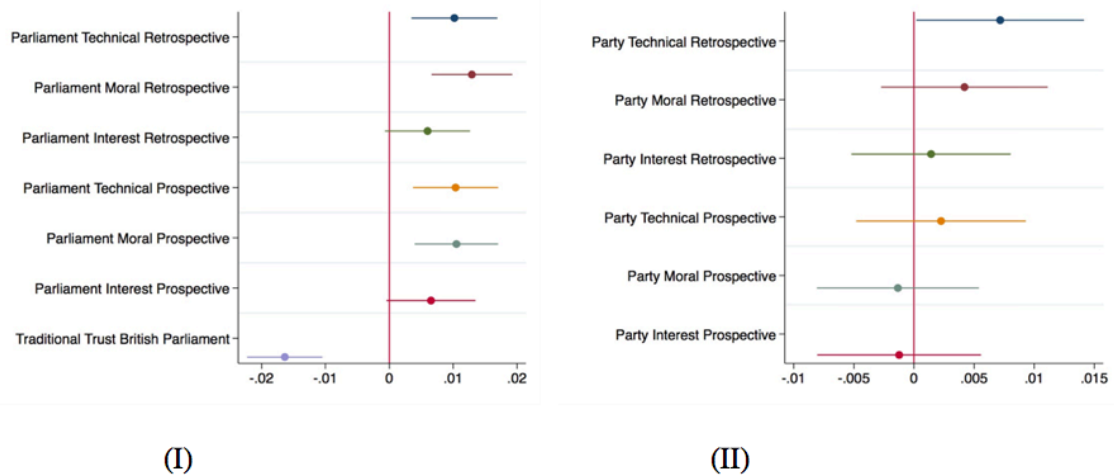 Parliament Technical Retrospective
Parliament Moral Retrospective
Parliament Interest Retrospective
Parliament Technical Prospective
Parliament Moral Prospective
Parliament Interest Prospective
Traditional Trust British Parliament
-.02 -.01 0 .01 .02
(I)
Party Technical Retrospective
Party Moral Retrospective
Party Interest Retrospective
Party Technical Prospective
Party Moral Prospective
Party Interest Prospective
-.01 -.005 0 .005 .01 .015
(II)